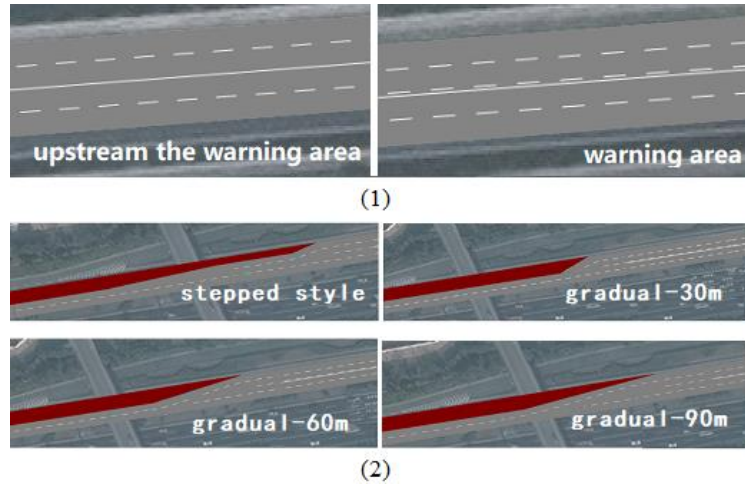 upstream the warning area
warning area
(1)
stepped style
gradual-30m
gradual-60m
gradual-90m
(2)